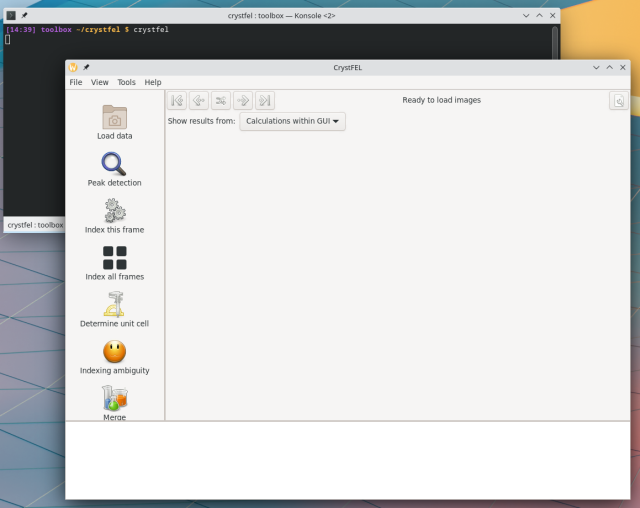 crystfel : toolbox — Konsole <2>
[14:39] toolbox ~/crystfel $ crystfel
CrystFEL
File View Tools Help
Ready to load images
Show results from: Calculations within GUI
Load data
Peak detection
Index this frame
Index all frames
Determine unit cell
Indexing ambiguity
Merge
crystfel : toolbox